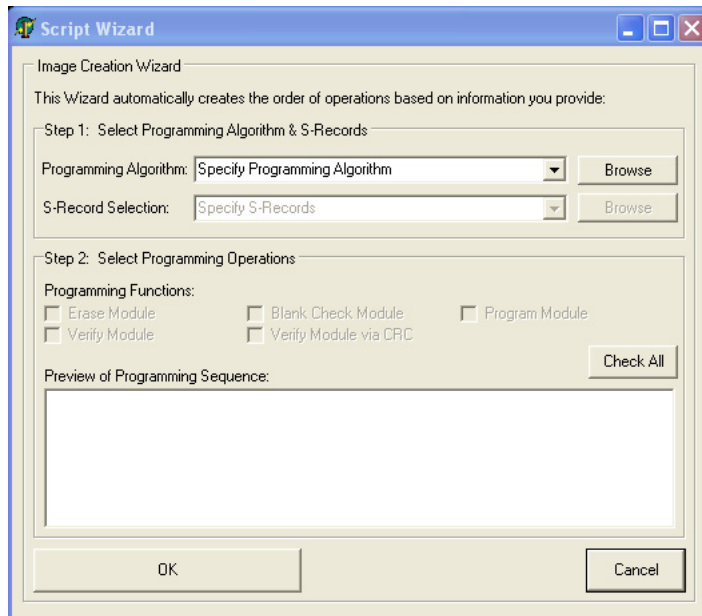 Script Wizard
Image Creation Wizard
This Wizard automatically creates the order of operations based on information you provide:
Step 1: Select Programming Algorithm & S-Records
Programming Algorithm: Specify Programming Algorithm Browse
S-Record Selection: Specify S-Records Browse
Step 2: Select Programming Operations
Programming Functions:
Erase Module Blank Check Module Program Module
Verify Module Verify Module via CRC
Check All
Preview of Programming Sequence:
OK Cancel